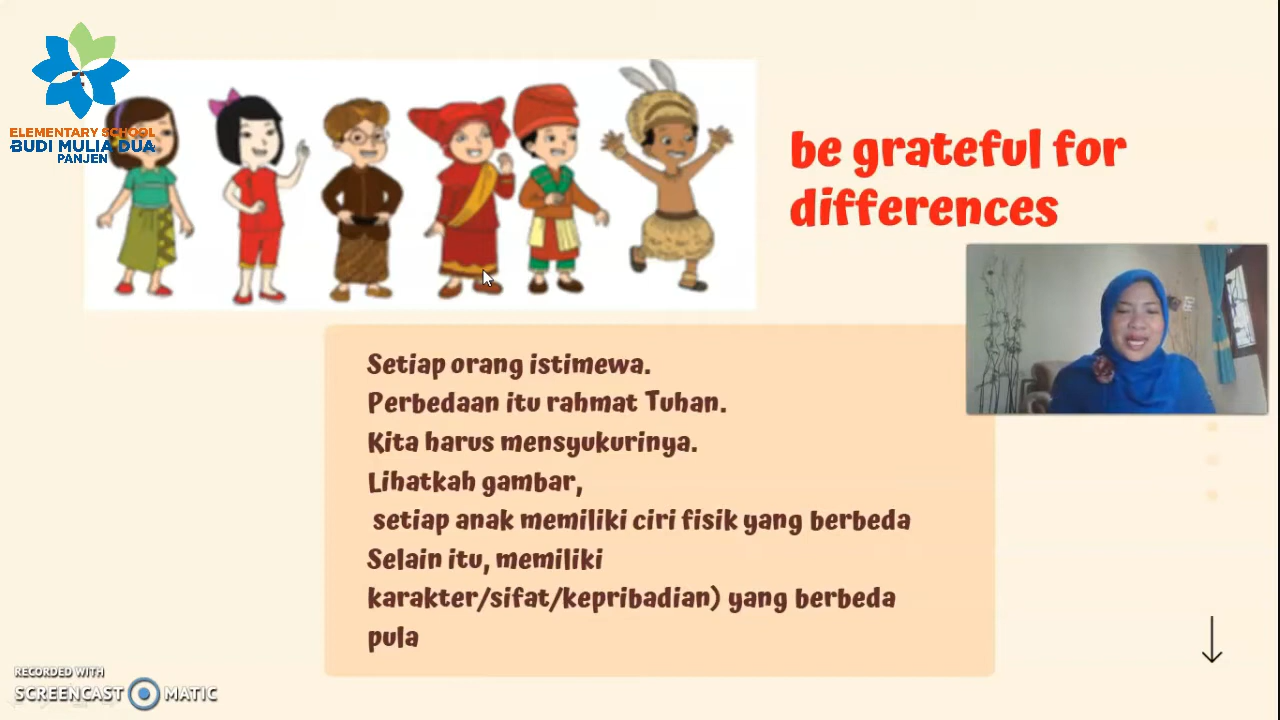 ELEMENTARY SCHOOL
BUDI MULIA DUA
PANJEN
be grateful for
differences
Setiap orang istimewa.
Perbedaan itu rahmat Tuhan.
Kita harus mensyukurinya.
Lihatkah gambar,
setiap anak memiliki ciri fisik yang berbeda
Selain itu, memiliki
karakter/sifat/kepribadian) yang berbeda
pula
RECORDED WITH
SCREENCAST MATIC